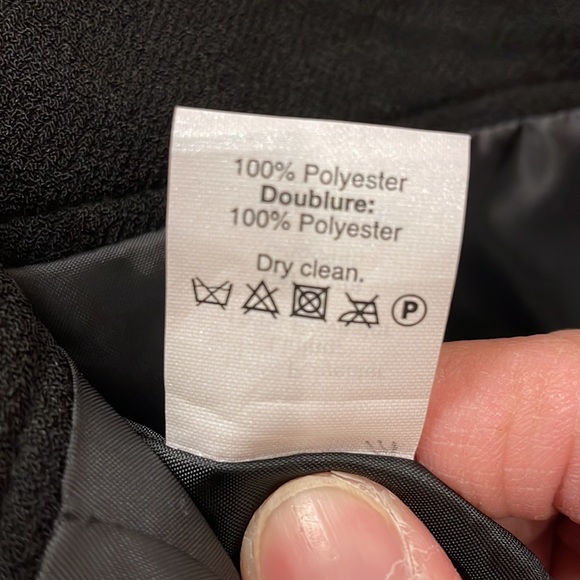 100% Polyester
Doublure:
100% Polyester
Dry clean.
P